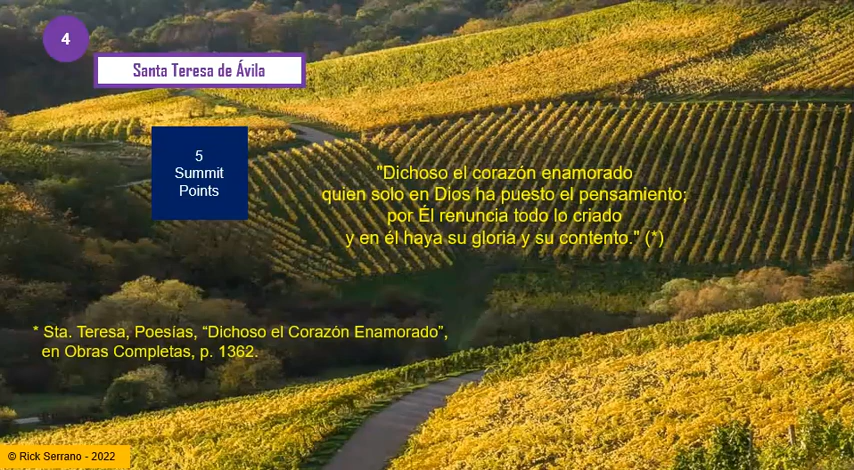 4
Santa Teresa de Ávila
5
Summit
Points
"Dichoso el corazón enamorado
quien solo en Dios ha puesto el pensamiento;
por Él renuncia todo lo criado
y en él haya su gloria y su contento." (*)
* Sta. Teresa, Poesías, “Dichoso el Corazón Enamorado”,
en Obras Completas, p. 1362.
© Rick Serrano - 2022